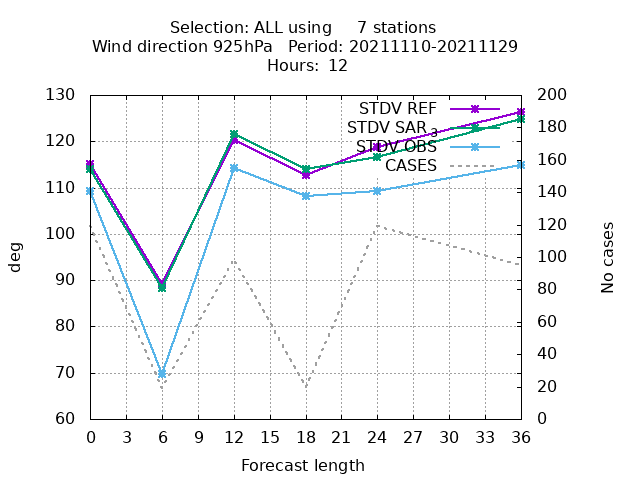 Selection: ALL using     7 stations
Wind direction 925hPa   Period: 20211110-20211129
Hours: 12
130
120
110
100
90
80
70
60
200
180
160
140
120
100
80
60
40
20
0
STDV REF
STDV SAR₃
STDV OBS
CASES
deg
No cases
0 3 6 9 12 15 18 21 24 27 30 33 36
Forecast length